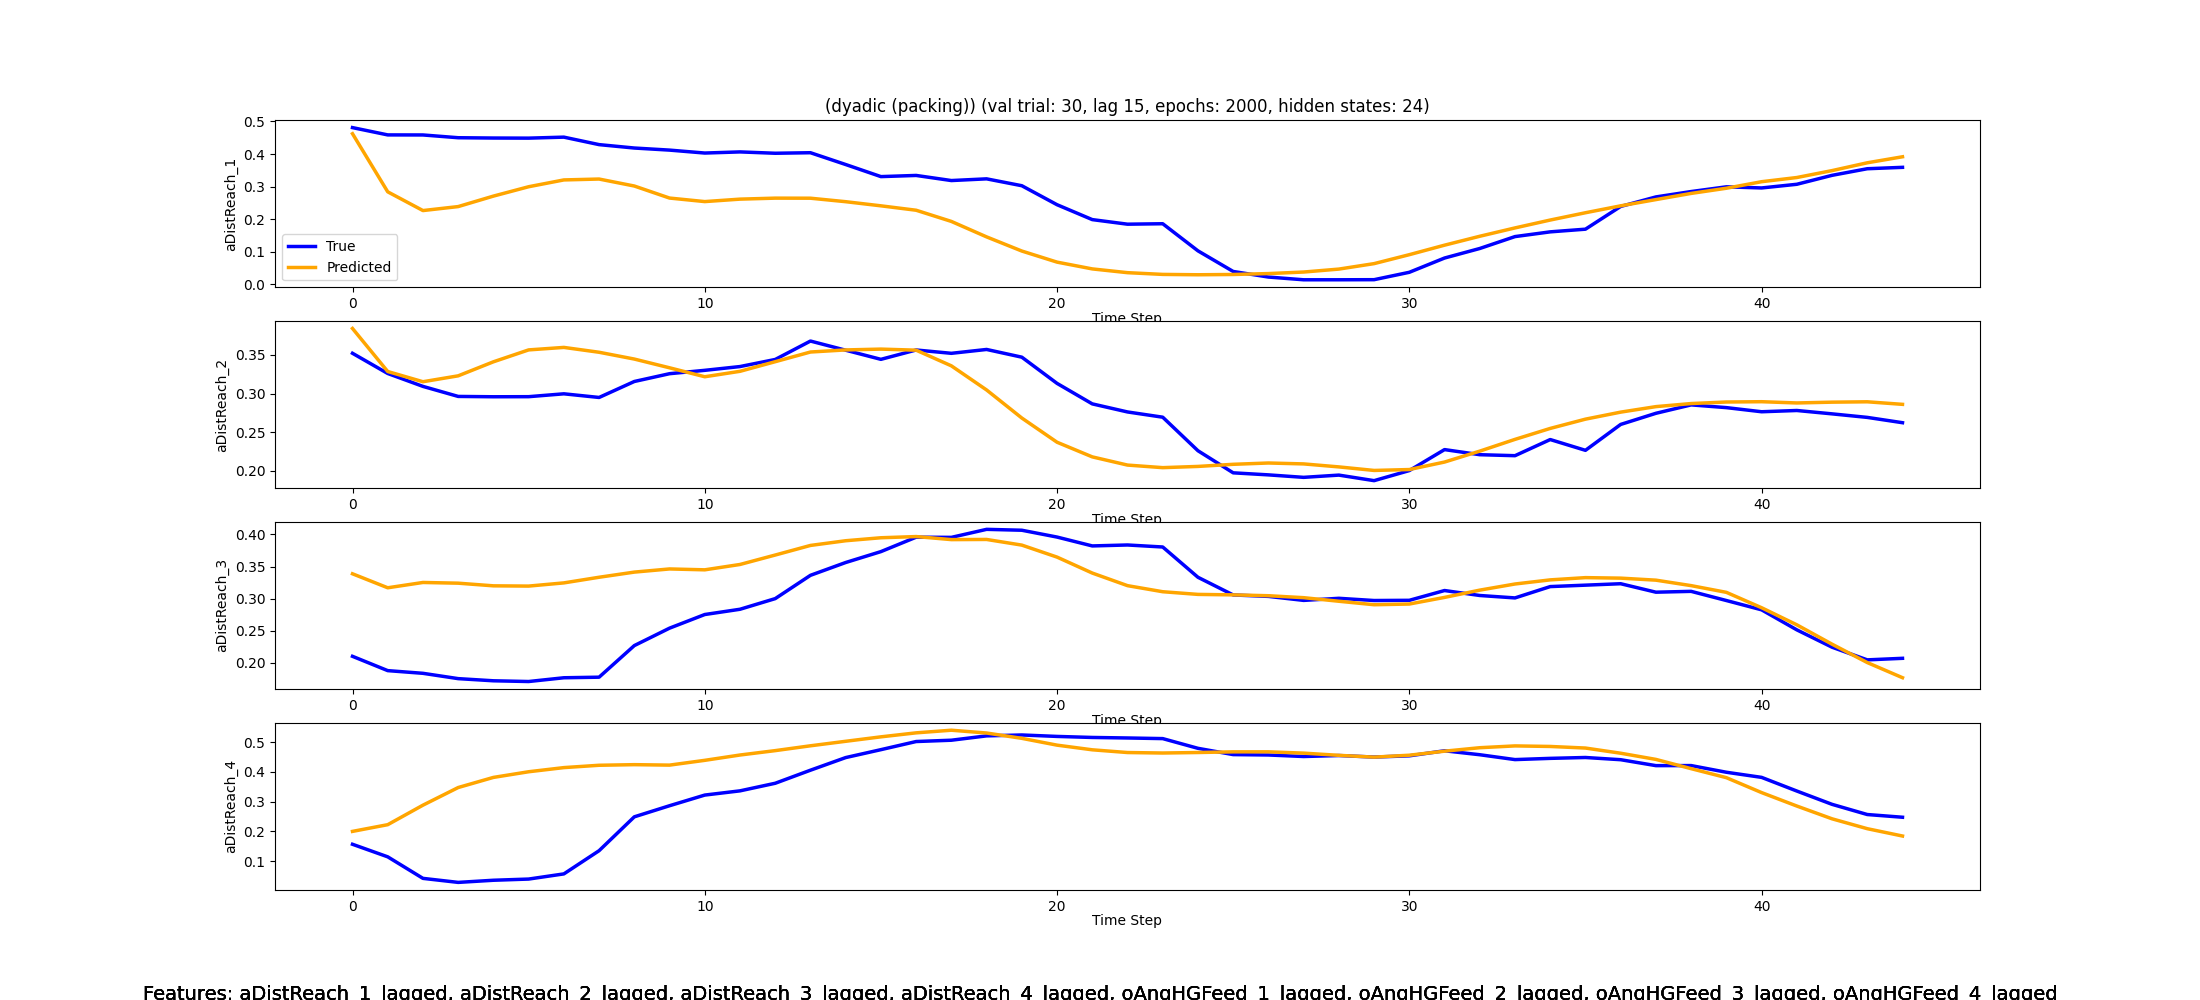 (dyadic (packing)) (val trial: 30, lag 15, epochs: 2000, hidden states: 24)
0.5
0.4
0.3
0.2
0.1
0.0
aDistReach_1
True
Predicted
0 10 20 30 40
Time Step
0.35
0.30
0.25
0.20
aDistReach_2
0 10 20 30 40
Time Step
0.40
0.35
0.30
0.25
0.20
aDistReach_3
0 10 20 30 40
Time Step
0.5
0.4
0.3
0.2
0.1
aDistReach_4
0 10 20 30 40
Time Step
Features: aDistReach_1_lagged, aDistReach_2_lagged, aDistReach_3_lagged, aDistReach_4_lagged, oAngHGFeed_1_lagged, oAngHGFeed_2_lagged, oAngHGFeed_3_lagged, oAngHGFeed_4_lagged